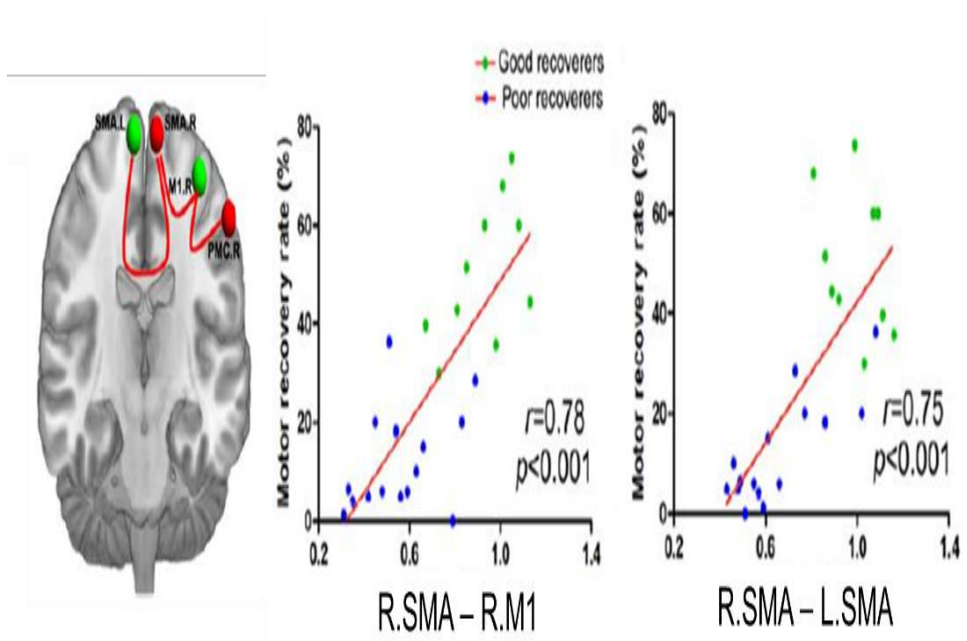 SMA.L
SMA.R
M1.R
PMC.R
Good recoverers
Poor recoverers
Motor recovery rate (%)
80
60
40
20
0
0.2 0.6 1.0 1.4
r=0.78
p<0.001
R.SMA – R.M1
Motor recovery rate (%)
80
60
40
20
0
0.2 0.6 1.0 1.4
r=0.75
p<0.001
R.SMA – L.SMA